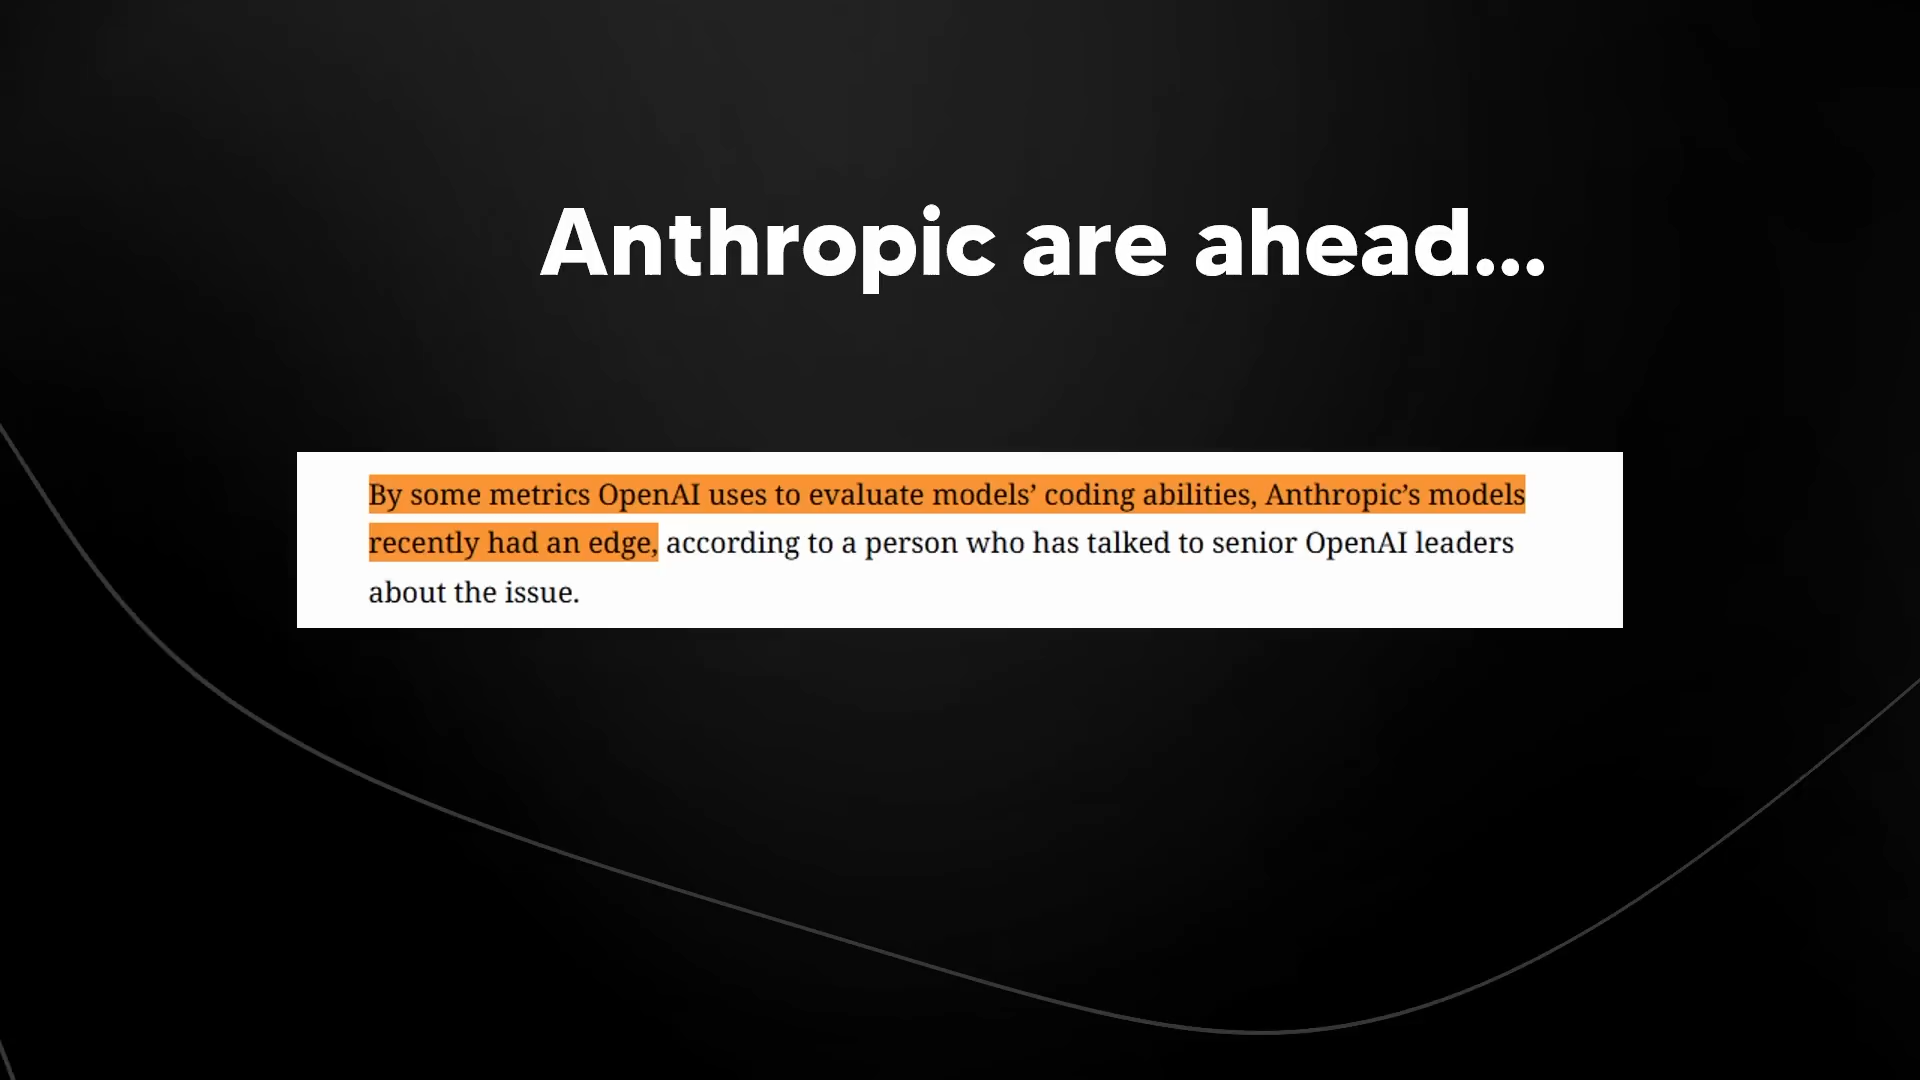 Anthropic are ahead...
By some metrics OpenAI uses to evaluate models’ coding abilities, Anthropic’s models
recently had an edge, according to a person who has talked to senior OpenAI leaders
about the issue.